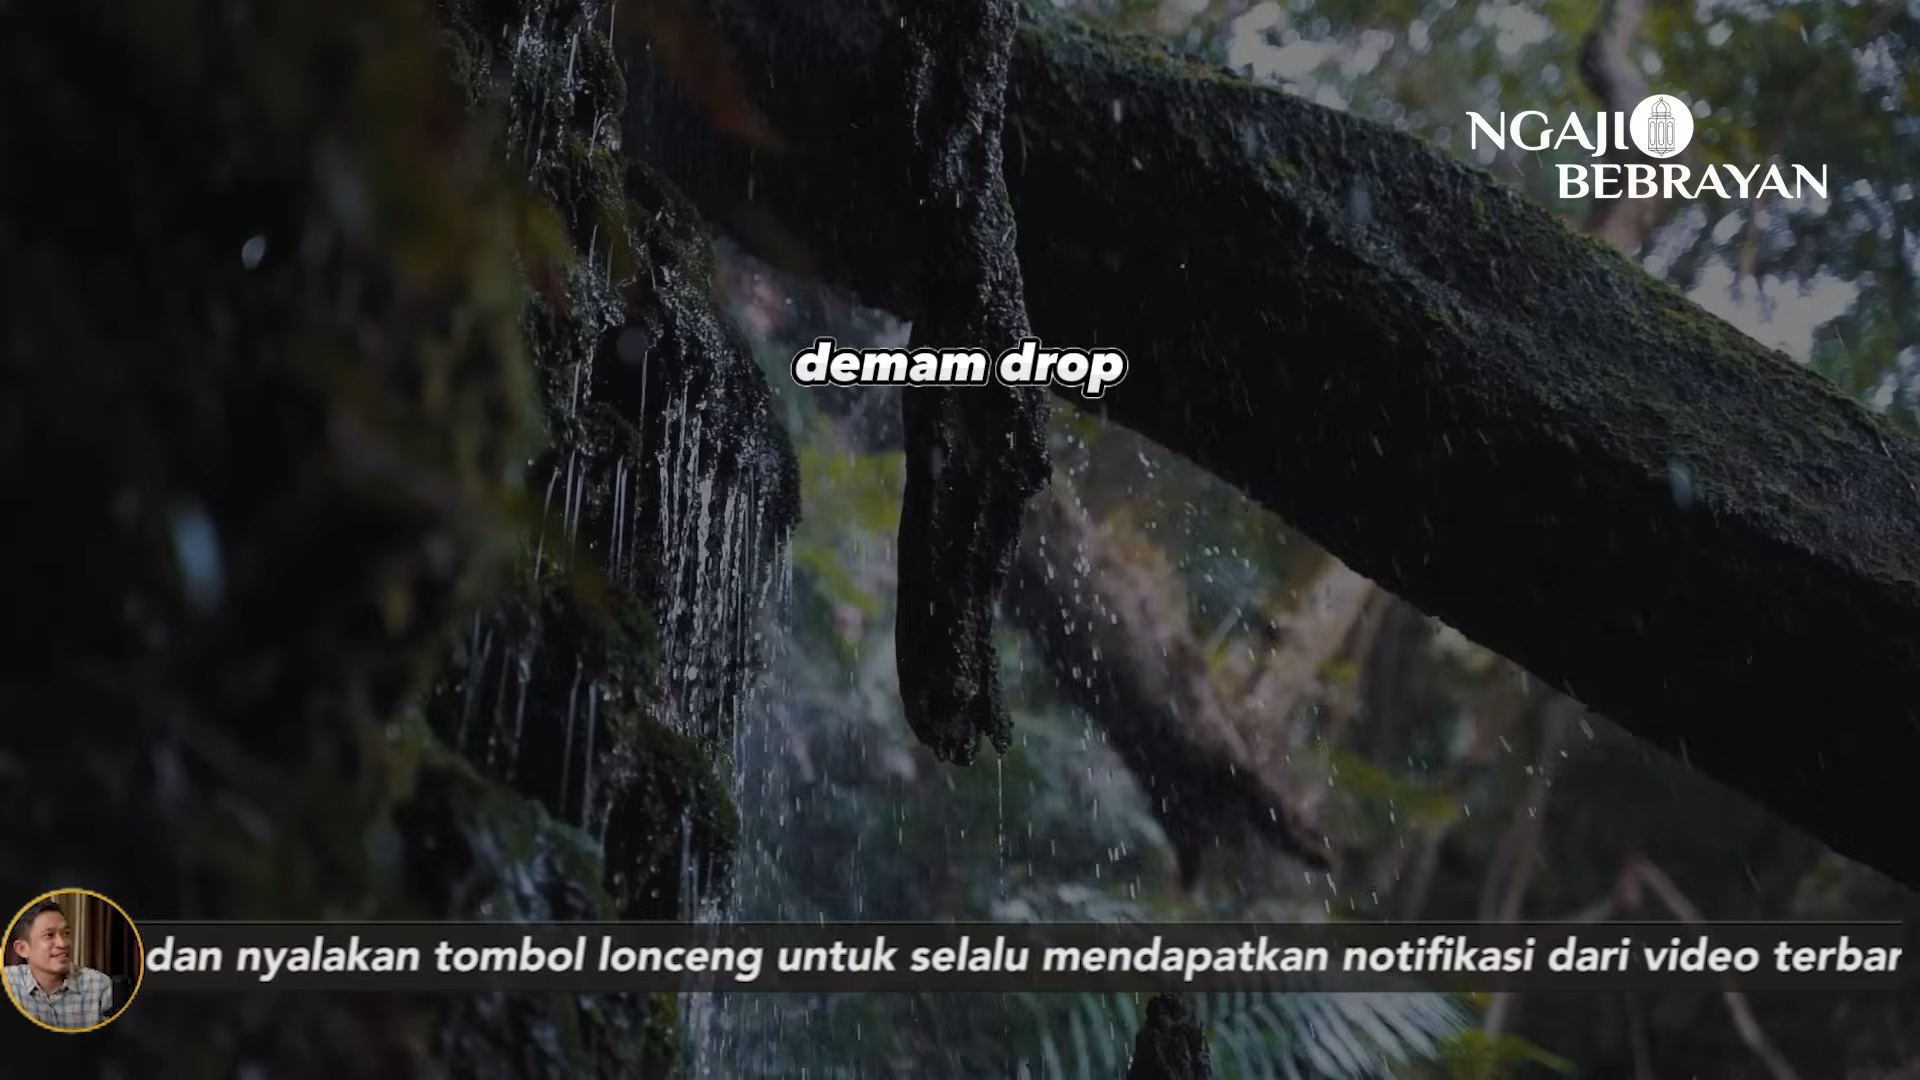 NGAJI
BEBRAYAN
demam drop
dan nyalakan tombol lonceng untuk selalu mendapatkan notifikasi dari video terbar